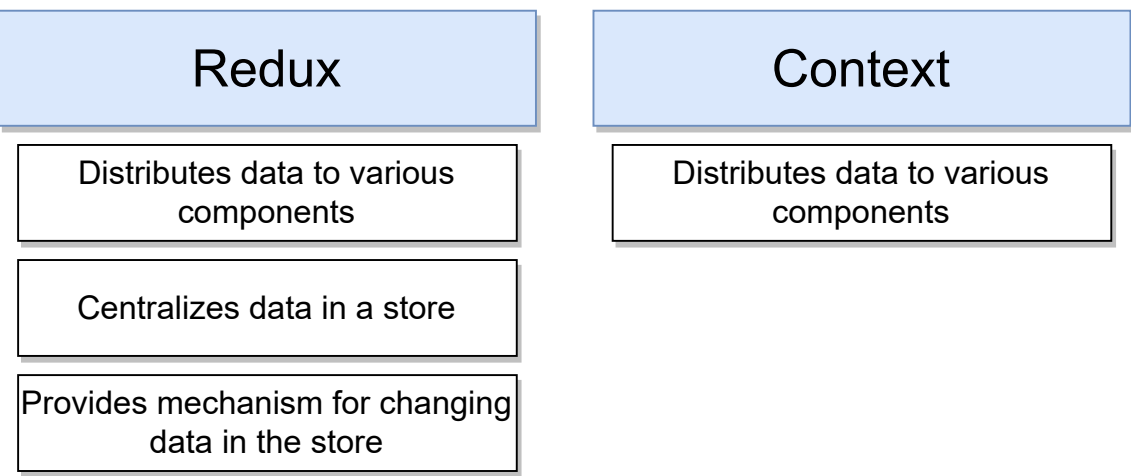 Redux
Distributes data to various
components
Centralizes data in a store
Provides mechanism for changing
data in the store
Context
Distributes data to various
components